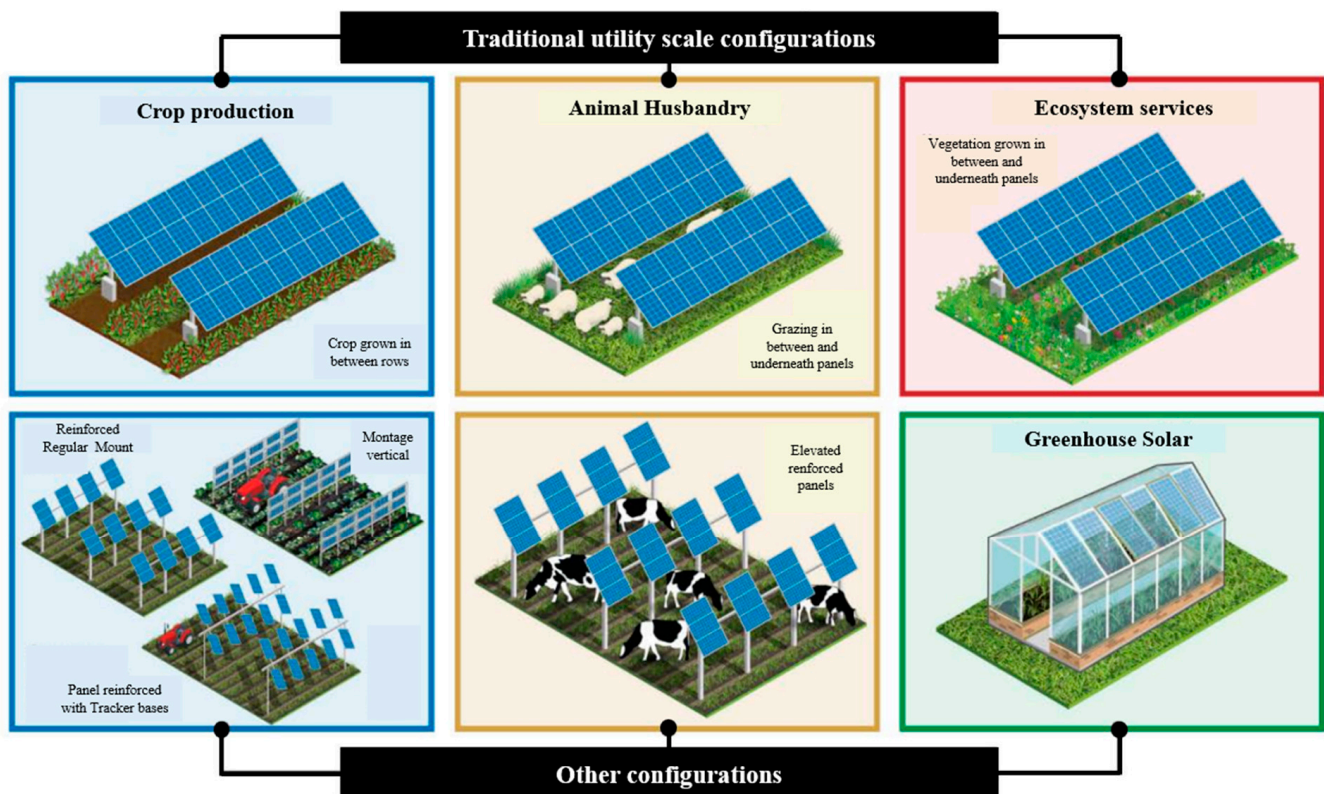 Traditional utility scale configurations
Crop production
Crop grown in
between rows
Animal Husbandry
Grazing in
between and
underneath panels
Ecosystem services
Vegetation grown in
between and
underneath panels
Reinforced
Regular Mount
Montage
vertical
Panel reinforced
with Tracker bases
Elevated
renforced
panels
Greenhouse Solar
Other configurations